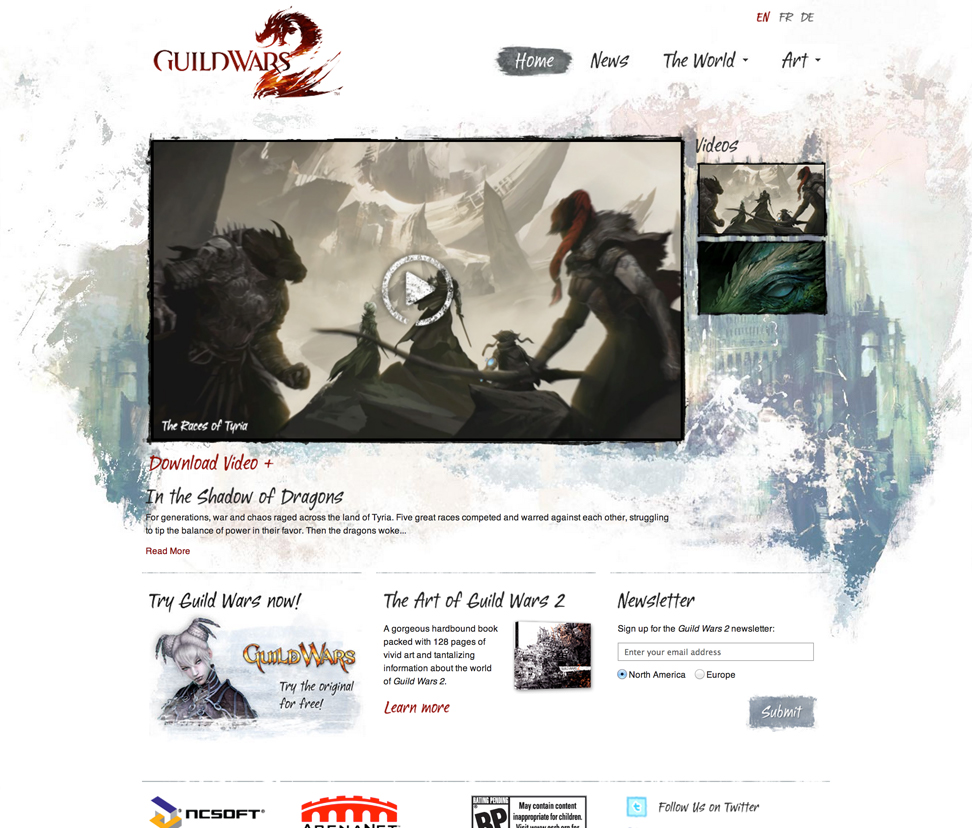 EN FR DE
GUILDWARS 2
Home News The World Art
Videos
The Races of Tyria
Download Video +
In the Shadow of Dragons
For generations, war and chaos raged across the land of Tyria. Five great races competed and warred against each other, struggling
to tip the balance of power in their favor. Then the dragons woke...
Read More
Try Guild Wars now!
GUILDWARS
Try the original
for free!
The Art of Guild Wars 2
A gorgeous hardbound book
packed with 128 pages of
vivid art and tantalizing
information about the world
of Guild Wars 2.
Learn more
Newsletter
Sign up for the Guild Wars 2 newsletter:
Enter your email address
North America Europe
Submit
NCSOFT
ARENANET
RATING PENDING
RP
May contain content
inappropriate for children.
Visit www.esrb.org for
Follow Us on Twitter